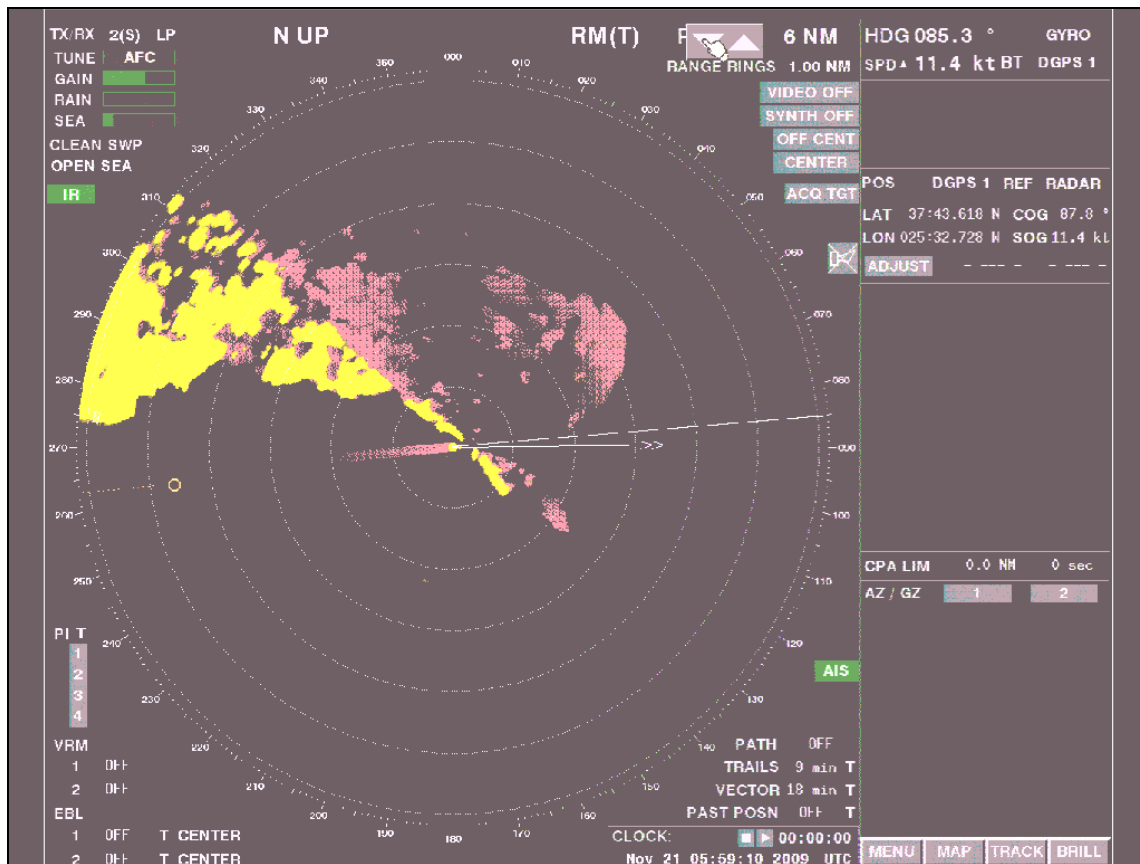 TX/RX 2(S) LP
TUNE AFC
GAIN
RAIN
SEA
CLEAN SWP
OPEN SEA
IR
N UP
RM(T)
6 NM
RANGE RINGS 1.00 NM
VIDEO OFF
SYNTH OFF
OFF CENT
CENTER
ACQ TGT
HDG 085.3 ° GYRO
SPD 11.4 kt BT DGPS 1
POS DGPS 1 REF RADAR
LAT 37:43.618 N COG 87.8 °
LON 025:32.728 W SOG 11.4 kt
ADJUST - --- - - --- -
CPA LIM 0.0 NM 0 sec
AZ / GZ 1 2
000
010
020
030
040
050
060
070
080
090
100
110
120
130
140
150
180
190
200
210
220
230
240
250
260
270
280
290
300
310
320
330
340
AIS
PLT
1
2
3
4
VRM
1 OFF
2 OFF
EBL
1 OFF T CENTER
2 OFF T CENTER
PATH OFF
TRAILS 9 min T
VECTOR 18 min T
PAST POSN OFF T
CLOCK: 00:00:00
Nov 21 05:59:10 2009 UTC
MENU MAP TRACK BRILL